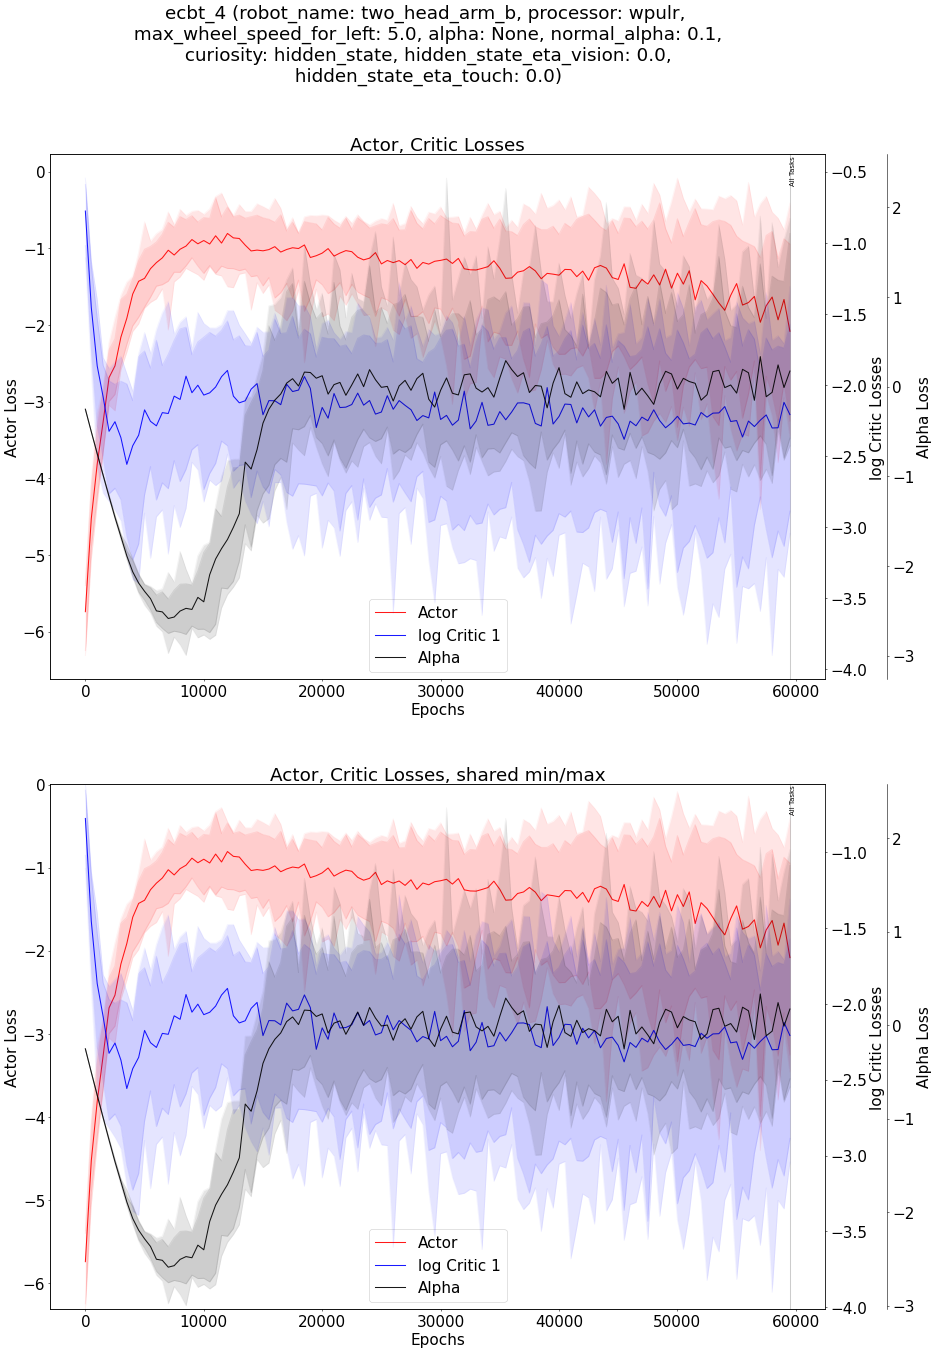 ecbt_4 (robot_name: two_head_arm_b, processor: wpulr,
max_wheel_speed_for_left: 5.0, alpha: None, normal_alpha: 0.1,
curiosity: hidden_state, hidden_state_eta_vision: 0.0,
hidden_state_eta_touch: 0.0)
Actor, Critic Losses
Actor Loss
0
−1
−2
−3
−4
−5
−6
All Tasks
−0.5
−1.0
−1.5
−2.0
−2.5
−3.0
−3.5
−4.0
log Critic Losses
2
1
0
−1
−2
−3
Alpha Loss
Actor
log Critic 1
Alpha
0
10000
20000
30000
40000
50000
60000
Epochs
Actor, Critic Losses, shared min/max
Actor Loss
0
−1
−2
−3
−4
−5
−6
All Tasks
−1.0
−1.5
−2.0
−2.5
−3.0
−3.5
−4.0
log Critic Losses
2
1
0
−1
−2
−3
Alpha Loss
Actor
log Critic 1
Alpha
0
10000
20000
30000
40000
50000
60000
Epochs